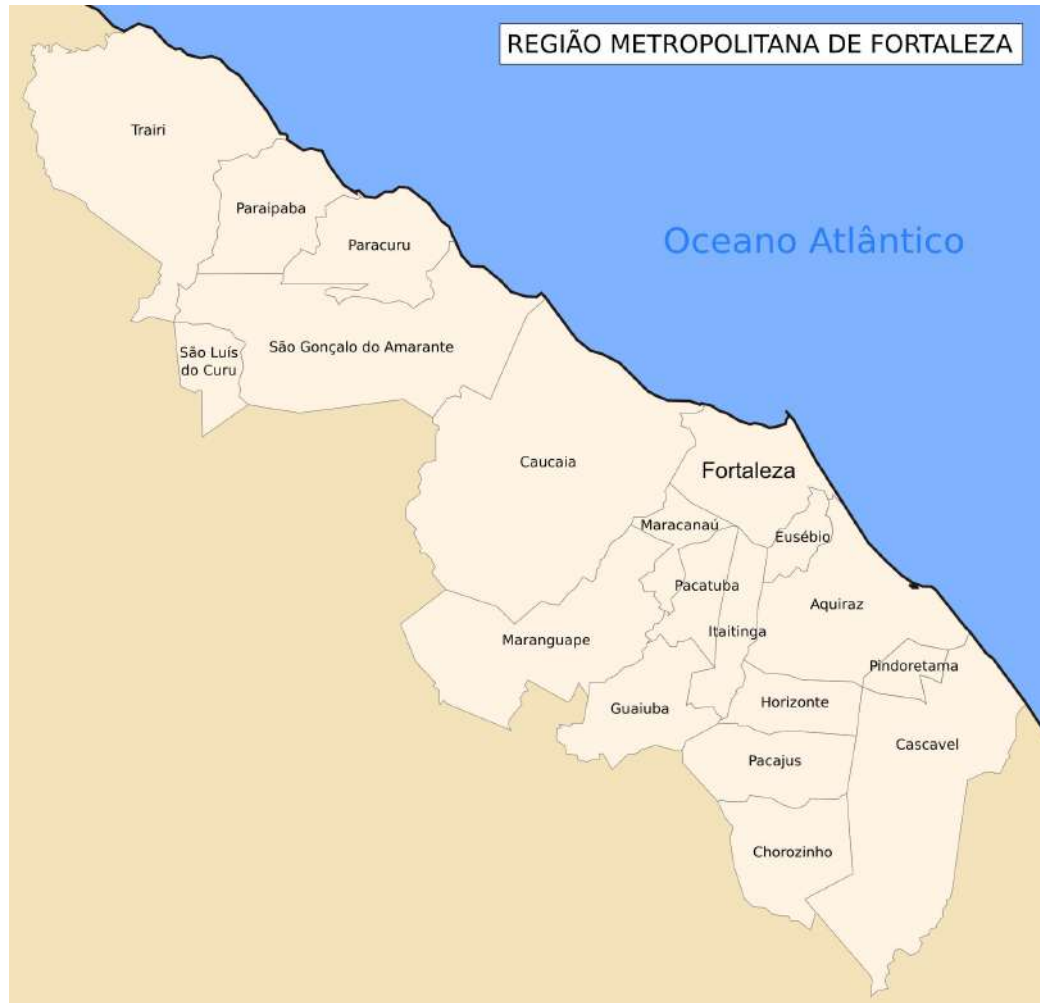 REGIÃO METROPOLITANA DE FORTALEZA
Trairi
Paraipaba
Paracuru
Oceano Atlântico
São Luís
do Curu
São Gonçalo do Amarante
Caucaia
Fortaleza
Maracanaú
Eusébio
Pacatuba
Aquiraz
Itaitinga
Maranguape
Pindoretama
Guaiuba
Horizonte
Cascavel
Pacajus
Chorozinho